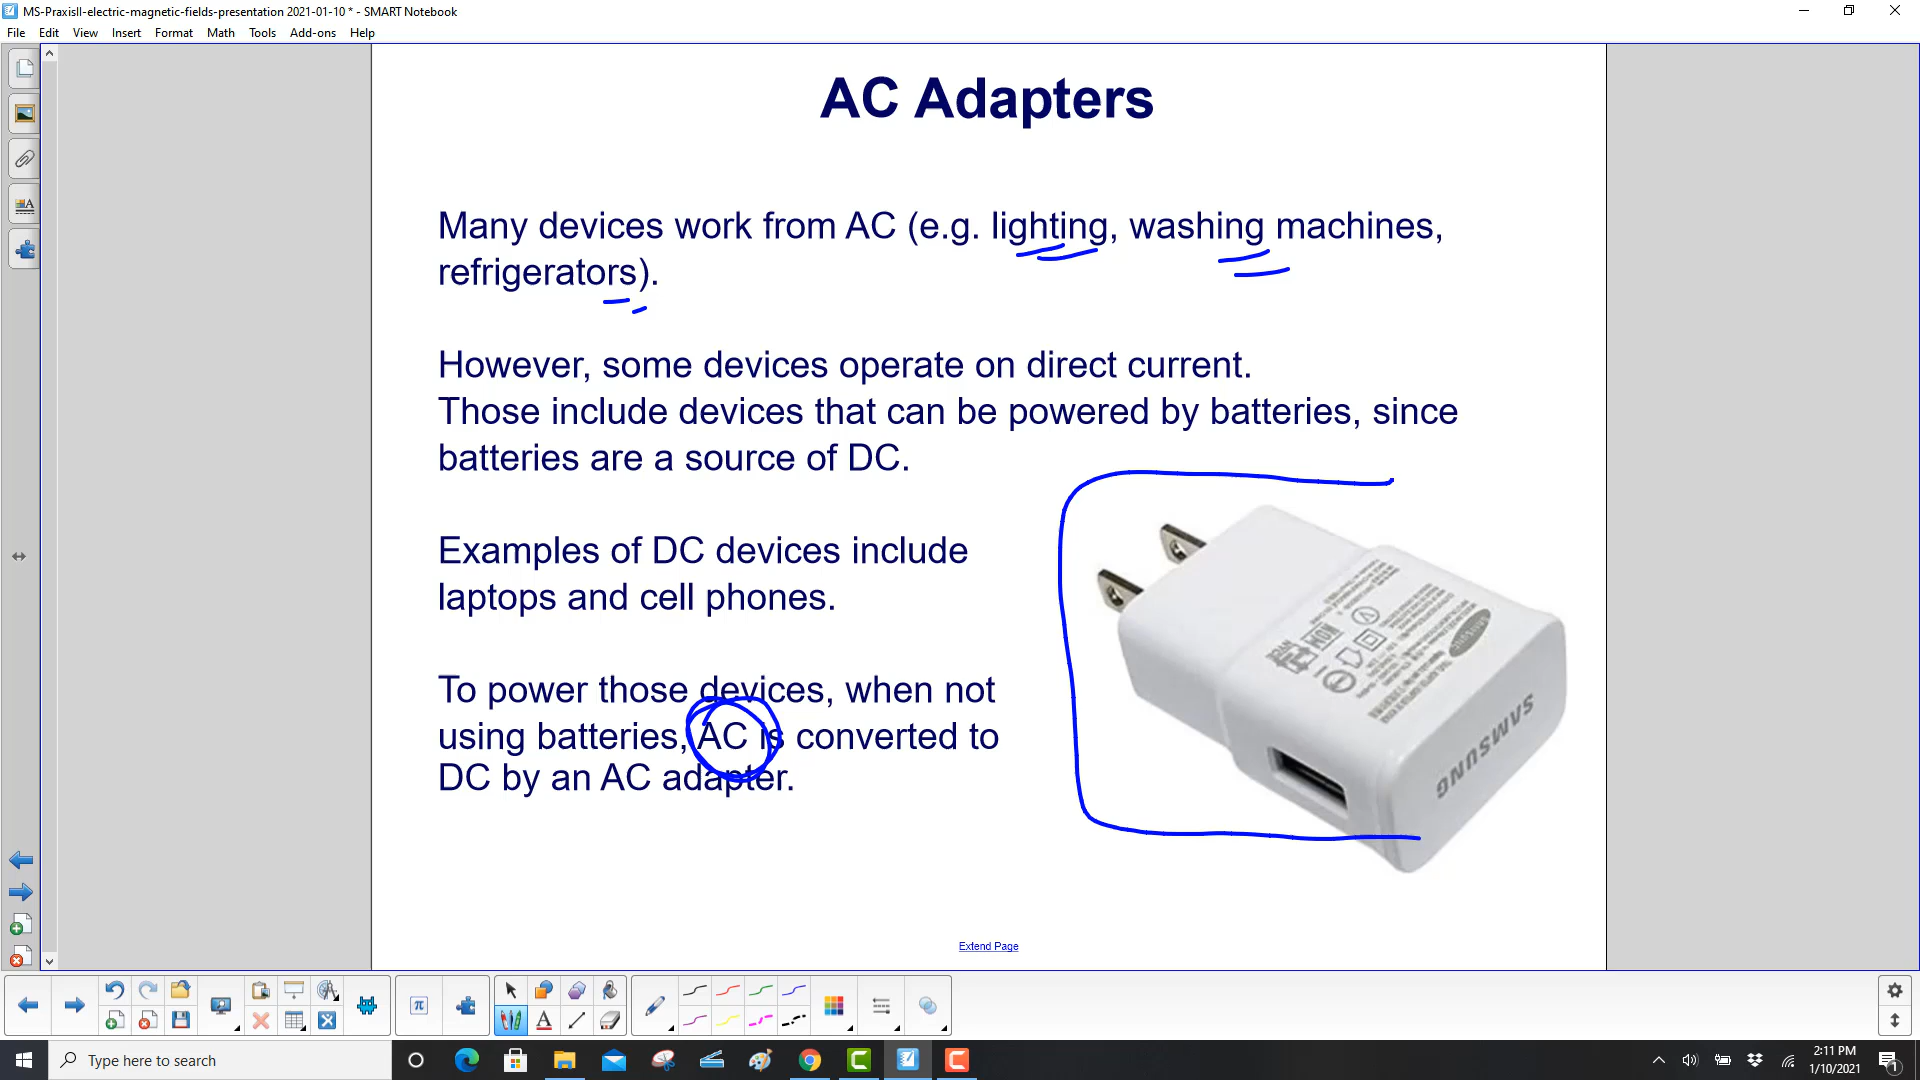 MS-PraxisII-electric-magnetic-fields-presentation 2021-01-10 * - SMART Notebook
File Edit View Insert Format Math Tools Add-ons Help
AC Adapters
Many devices work from AC (e.g. lighting, washing machines,
refrigerators).
However, some devices operate on direct current.
Those include devices that can be powered by batteries, since
batteries are a source of DC.
Examples of DC devices include
laptops and cell phones.
To power those devices, when not
using batteries, AC is converted to
DC by an AC adapter.
SAMSUNG
SAMSUNG
NOM
NYCE
V
Extend Page
π
A
Type here to search
2:11 PM
1/10/2021
1